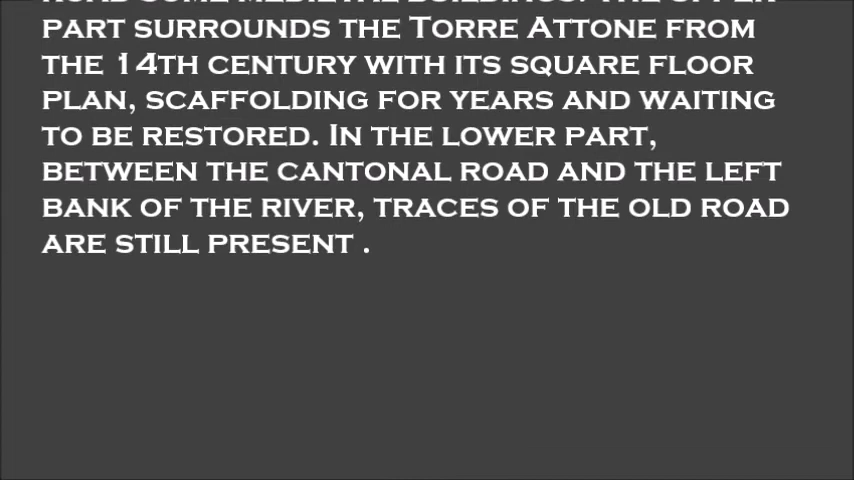 ROAD SOME MEDIEVAL BUILDINGS. THE UPPER
PART SURROUNDS THE TORRE ATTONE FROM
THE 14TH CENTURY WITH ITS SQUARE FLOOR
PLAN, SCAFFOLDING FOR YEARS AND WAITING
TO BE RESTORED. IN THE LOWER PART,
BETWEEN THE CANTONAL ROAD AND THE LEFT
BANK OF THE RIVER, TRACES OF THE OLD ROAD
ARE STILL PRESENT .